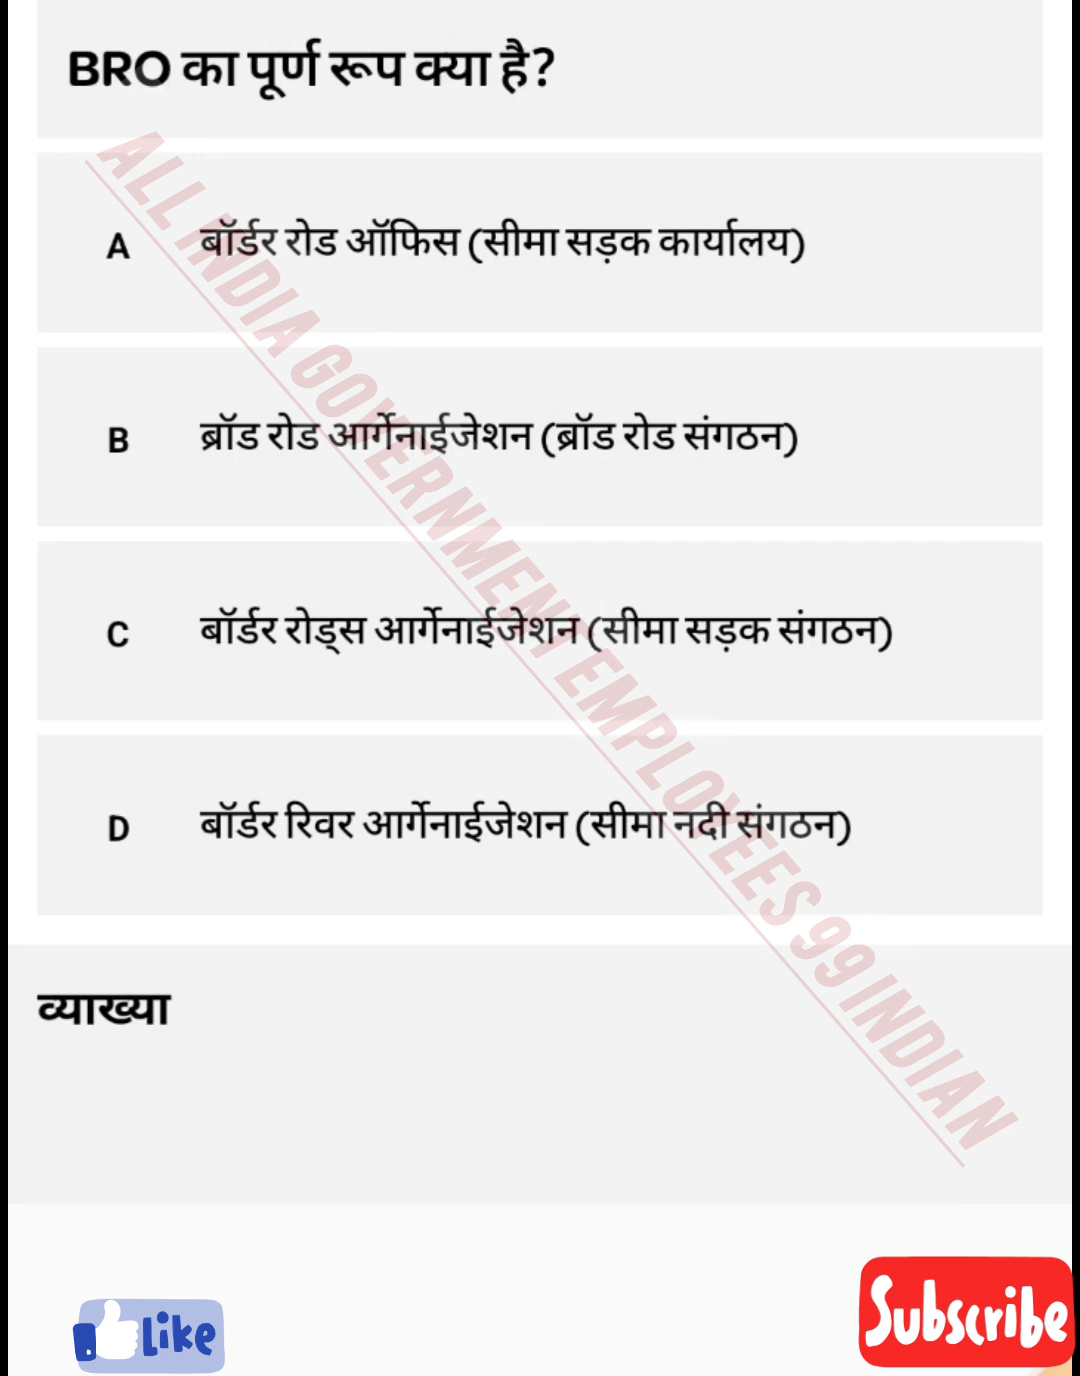 BRO का पूर्ण रूप क्या है?
A बॉर्डर रोड ऑफिस (सीमा सड़क कार्यालय)
B ब्रॉड रोड आर्गेनाईजेशन (ब्रॉड रोड संगठन)
C बॉर्डर रोड्स आर्गेनाईजेशन (सीमा सड़क संगठन)
D बॉर्डर रिवर आर्गेनाईजेशन (सीमा नदी संगठन)
ALL INDIA GOVERNMENT EMPLOYEES 99 INDIAN
व्याख्या
Like
Subscribe